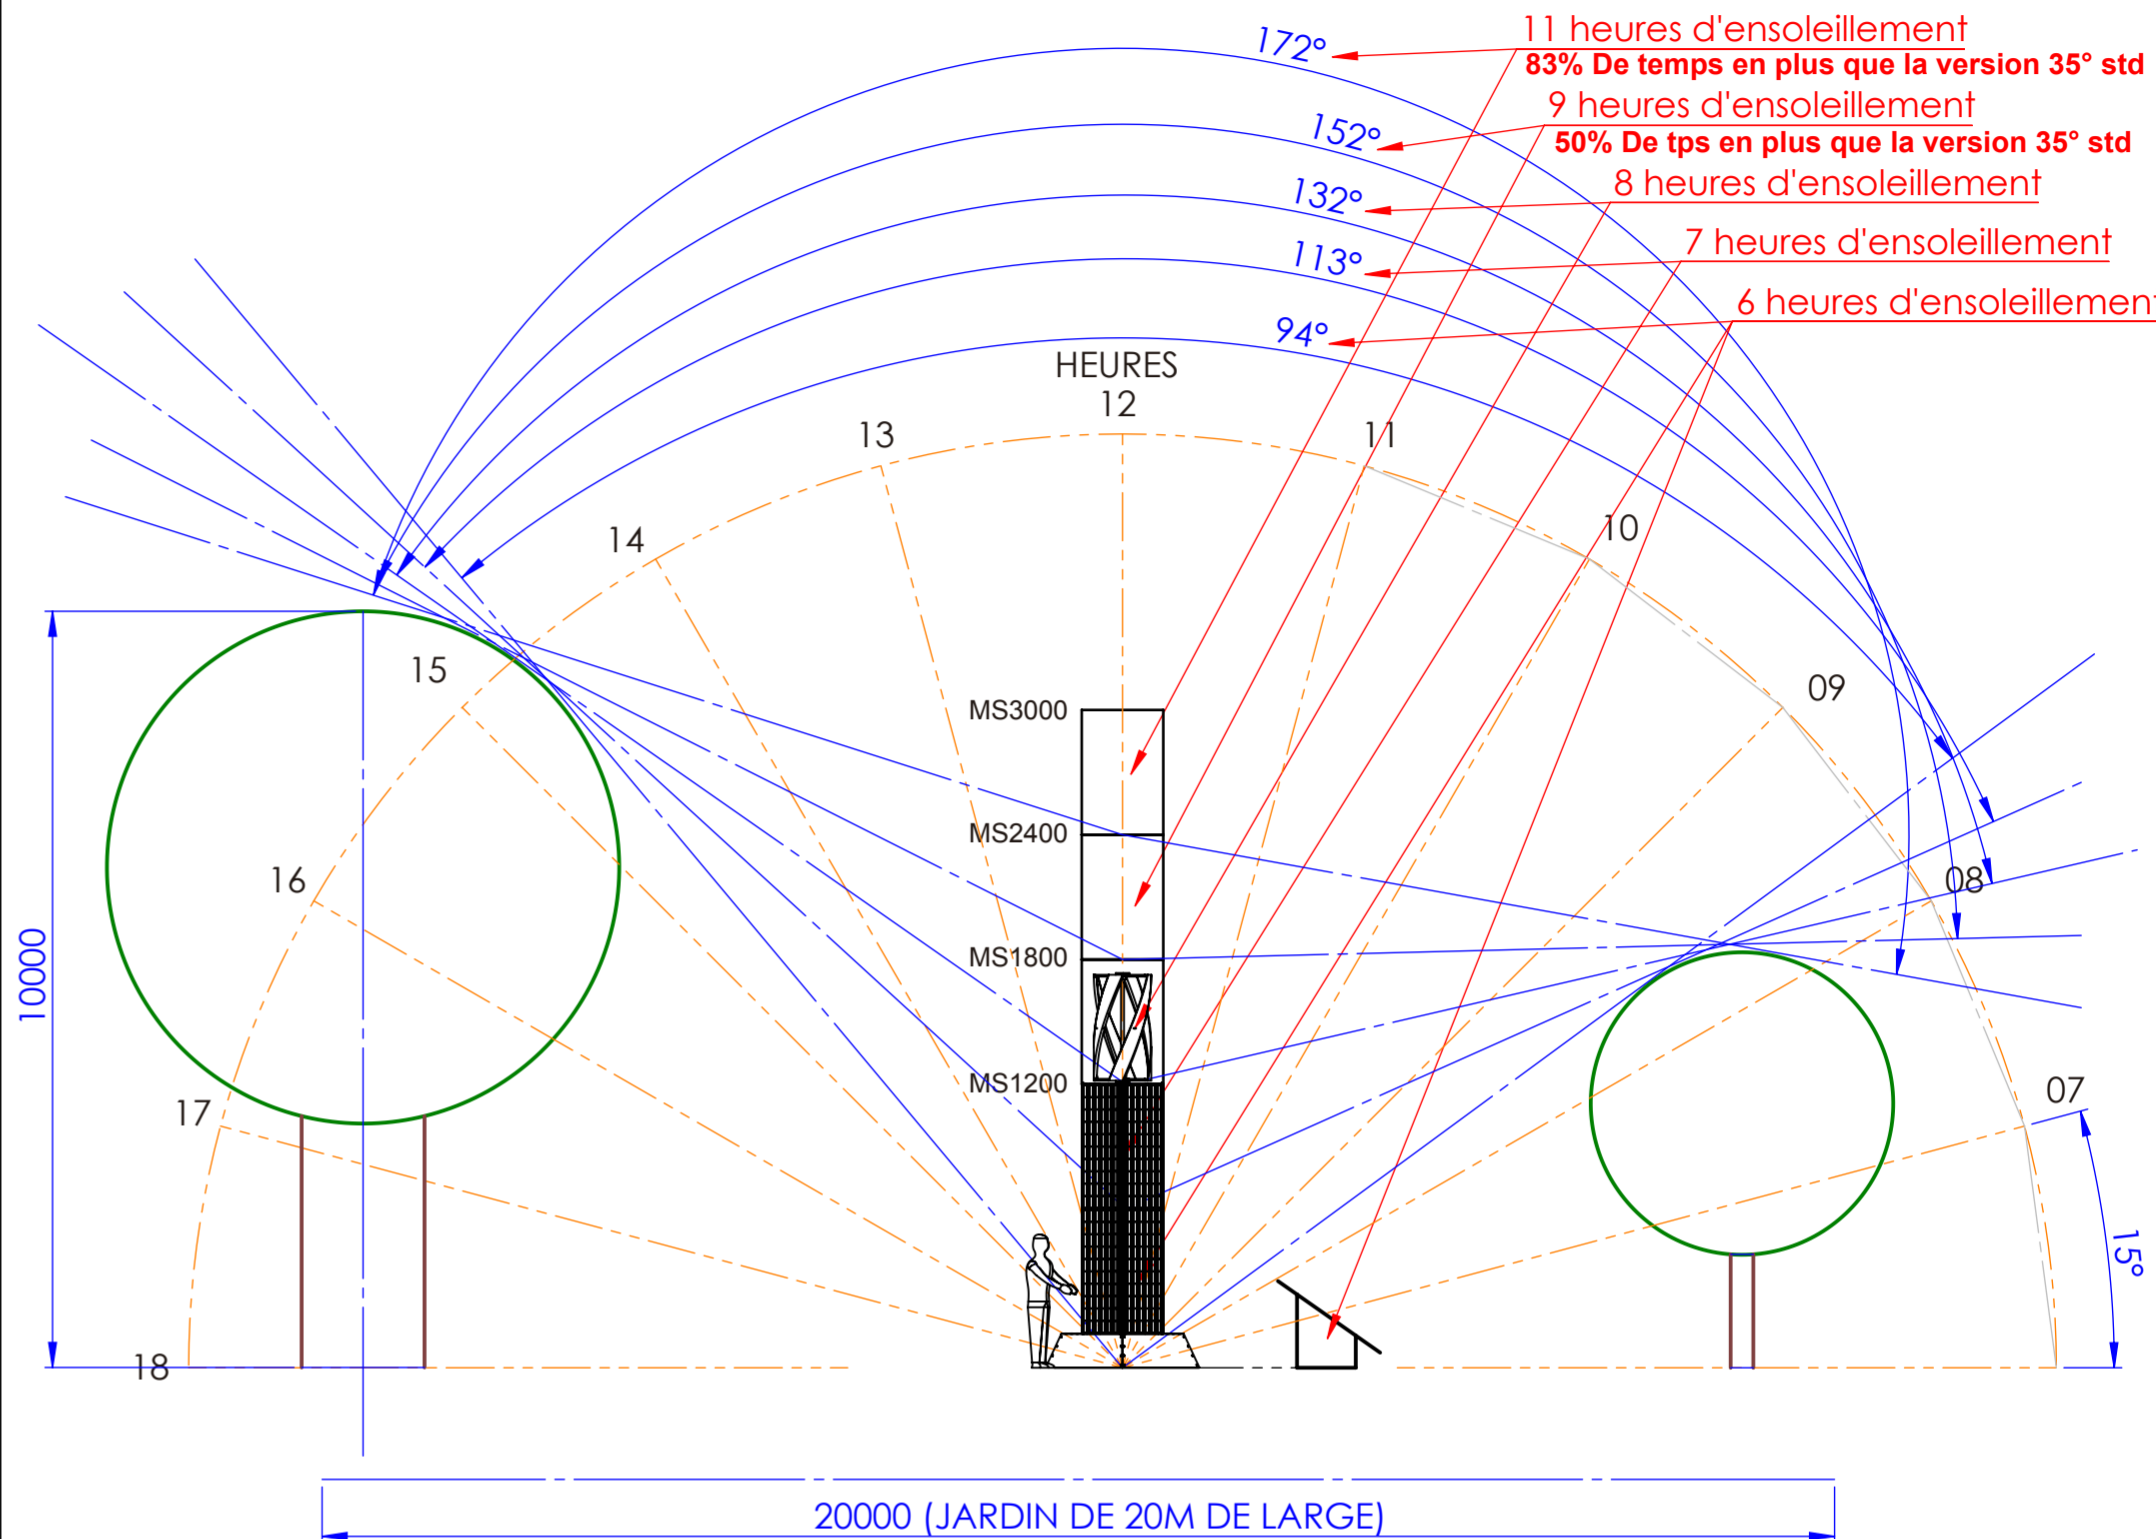 172°
11 heures d'ensoleillement
83% De temps en plus que la version 35° std
152°
9 heures d'ensoleillement
50% De tps en plus que la version 35° std
132°
8 heures d'ensoleillement
113°
7 heures d'ensoleillement
94°
6 heures d'ensoleillement
HEURES
12
13
11
14
10
15
09
16
08
17
07
18
MS3000
MS2400
MS1800
MS1200
10000
15°
20000 (JARDIN DE 20M DE LARGE)